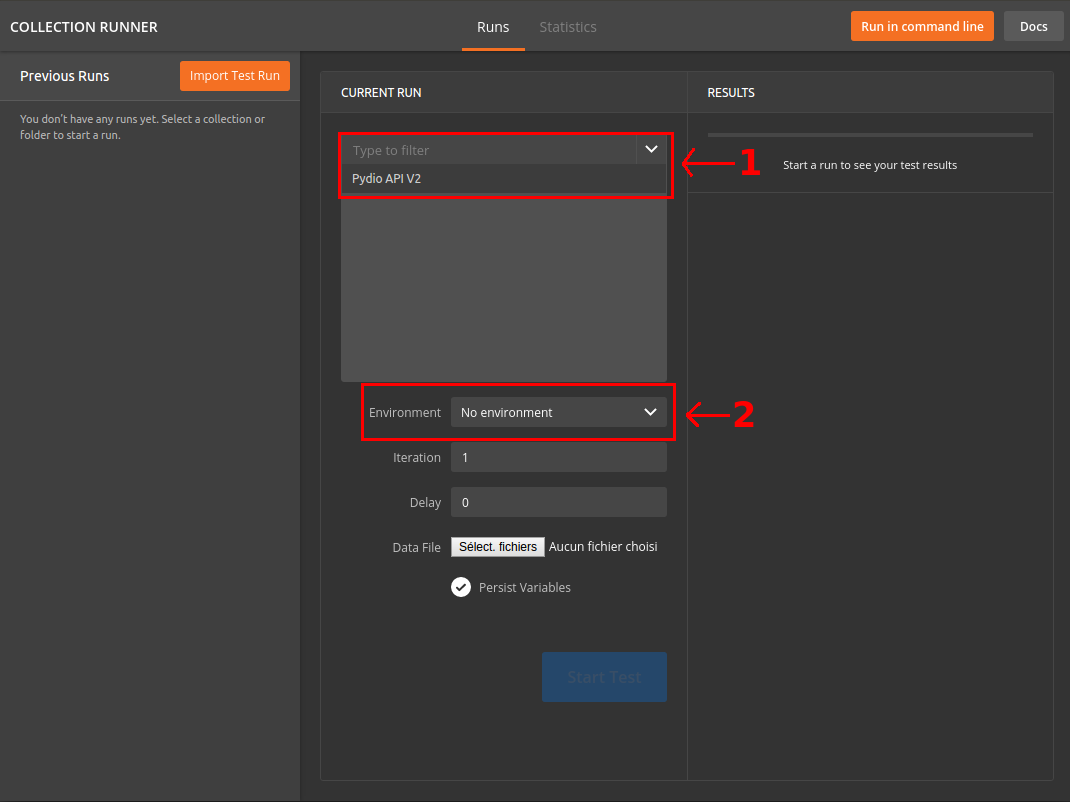 COLLECTION RUNNER
Runs
Statistics
Run in command line
Docs
Previous Runs
Import Test Run
You don't have any runs yet. Select a collection or
folder to start a run.
CURRENT RUN
Type to filter
Pydio API V2
1
Environment
No environment
2
Iteration
1
Delay
0
Data File
Sélect. fichiers
Aucun fichier choisi
Persist Variables
Start Test
RESULTS
Start a run to see your test results